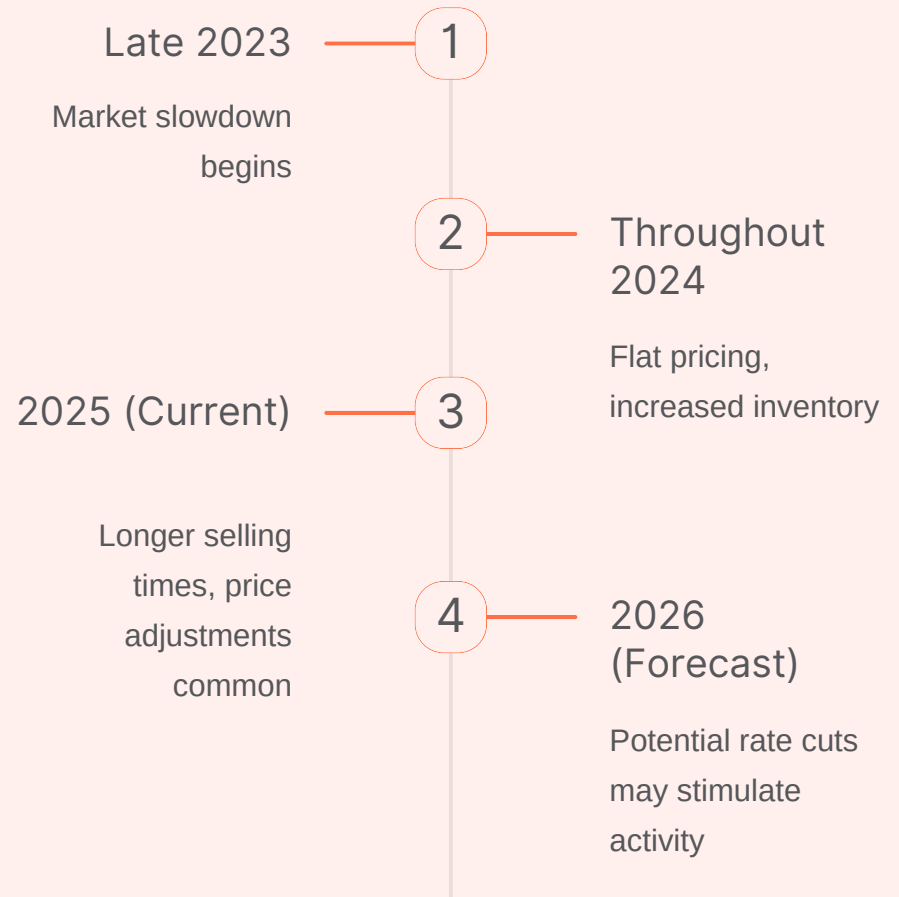 Late 2023
1
Market slowdown
begins
2
Throughout
2024
Flat pricing,
increased inventory
2025 (Current)
3
Longer selling
times, price
adjustments
common
4
2026
(Forecast)
Potential rate cuts
may stimulate
activity